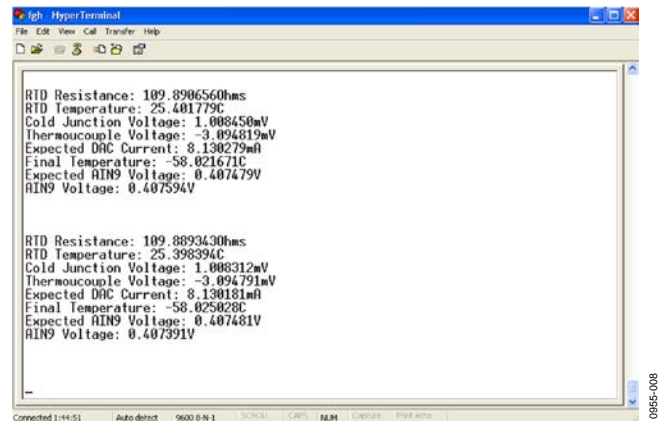 fgh - HyperTerminal
File Edit View Call Transfer Help
RTD Resistance: 109.890656Ohms
RTD Temperature: 25.401779C
Cold Junction Voltage: 1.008450mV
Thermoucouple Voltage: -3.094819mV
Expected DAC Current: 8.130279mA
Final Temperature: -58.021671C
Expected AIN9 Voltage: 0.407479V
AIN9 Voltage: 0.407594V
RTD Resistance: 109.889343Ohms
RTD Temperature: 25.398394C
Cold Junction Voltage: 1.008312mV
Thermoucouple Voltage: -3.094791mV
Expected DAC Current: 8.130181mA
Final Temperature: -58.025028C
Expected AIN9 Voltage: 0.407481V
AIN9 Voltage: 0.407391V
_
Connected 1:44:51 Auto detect 9600 8-N-1 SCROLL CAPS NUM Capture Print echo
0955-008